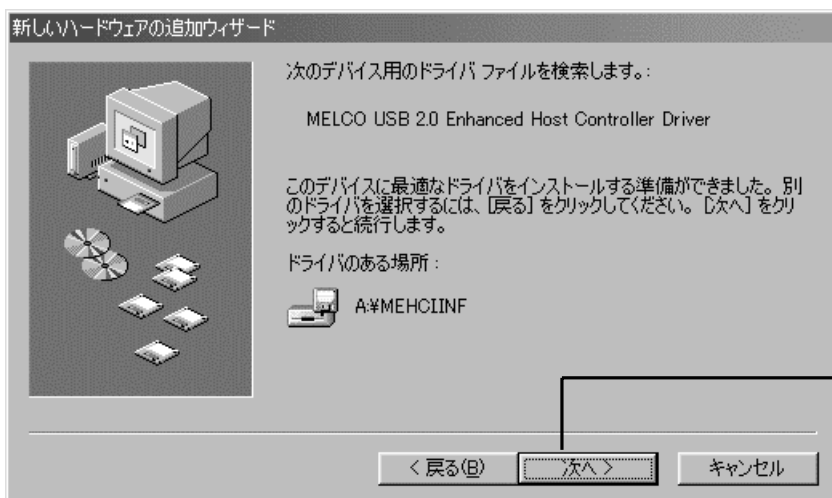 新しいハードウェアの追加ウィザード
次のデバイス用のドライバ ファイルを検索します。:
MELCO USB 2.0 Enhanced Host Controller Driver
このデバイスに最適なドライバをインストールする準備ができました。別
のドライバを選択するには、[戻る] をクリックしてください。[次へ] をクリ
ックすると続行します。
ドライバのある場所 :
A:¥MEHCIINF
< 戻る(B)
次へ >
キャンセル